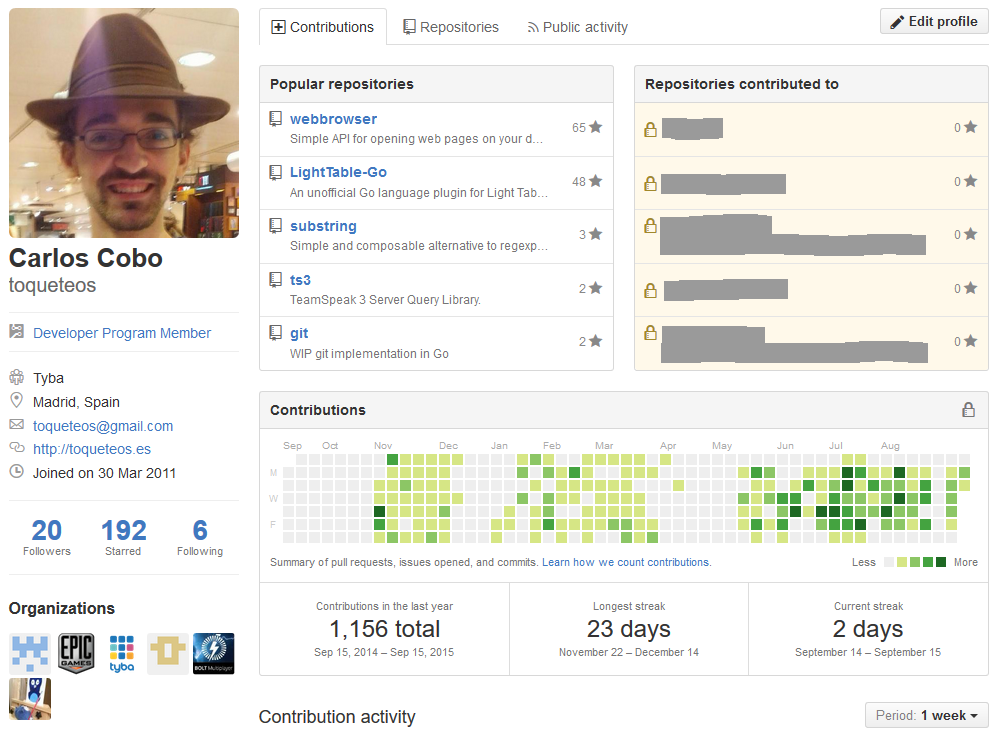 Contributions
Repositories
Public activity
Edit profile
Carlos Cobo
toqueteos
Developer Program Member
Tyba
Madrid, Spain
toqueteos@gmail.com
http://toqueteos.es
Joined on 30 Mar 2011
20 192 6
Followers Starred Following
Organizations
EPIC
GAMES
tyba
BOLT Multiplayer
Popular repositories
webbrowser
Simple API for opening web pages on your d…
65
LightTable-Go
An unofficial Go language plugin for Light Tab…
48
substring
Simple and composable alternative to regexp…
3
ts3
TeamSpeak 3 Server Query Library.
2
git
WIP git implementation in Go
2
Repositories contributed to
0
0
0
0
0
Contributions
Sep Oct Nov Dec Jan Feb Mar Apr May Jun Jul Aug
M
W
F
Summary of pull requests, issues opened, and commits. Learn how we count contributions.
Less More
Contributions in the last year
1,156 total
Sep 15, 2014 – Sep 15, 2015
Longest streak
23 days
November 22 – December 14
Current streak
2 days
September 14 – September 15
Contribution activity
Period: 1 week